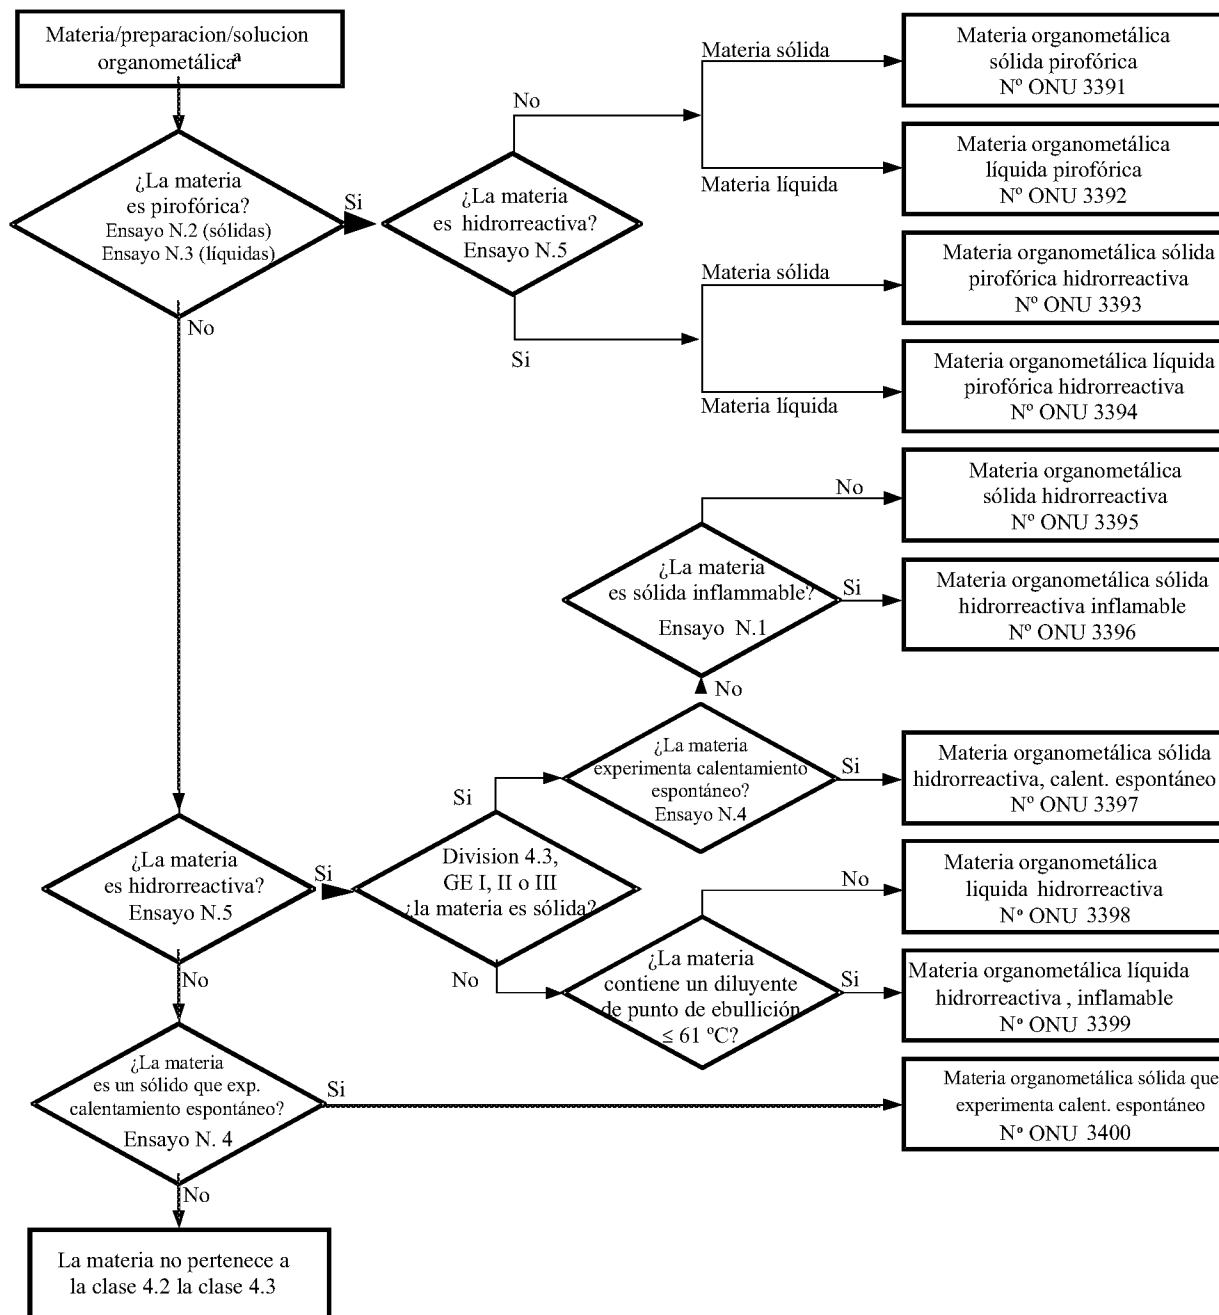 Materia/preparacion/solucion
organometálicaª
¿La materia
es pirofórica?
Ensayo N.2 (sólidas)
Ensayo N.3 (líquidas)
Si
No
¿La materia
es hidrorreactiva?
Ensayo N.5
No
Si
Materia sólida
Materia líquida
Materia sólida
Materia líquida
Materia organometálica
sólida pirofórica
Nº ONU 3391
Materia organometálica
líquida pirofórica
Nº ONU 3392
Materia organometálica sólida
pirofórica hidrorreactiva
Nº ONU 3393
Materia organometálica líquida
pirofórica hidrorreactiva
Nº ONU 3394
No
Materia organometálica
sólida hidrorreactiva
Nº ONU 3395
¿La materia
es sólida inflammable?
Ensayo N.1
Si
Materia organometálica sólida
hidrorreactiva inflamable
Nº ONU 3396
No
¿La materia
experimenta calentamiento
espontáneo?
Ensayo N.4
Si
Materia organometálica sólida
hidrorreactiva, calent. espontáneo
Nº ONU 3397
¿La materia
es hidrorreactiva?
Ensayo N.5
Si
No
Division 4.3,
GE I, II o III
¿la materia es sólida?
Si
No
No
Materia organometálica
liquida hidrorreactiva
Nº ONU 3398
¿La materia
contiene un diluyente
de punto de ebullición
≤ 61 ºC?
Si
Materia organometálica líquida
hidrorreactiva , inflamable
Nº ONU 3399
¿La materia
es un sólido que exp.
calentamiento espontáneo?
Ensayo N. 4
Si
Materia organometálica sólida que
experimenta calent. espontáneo
Nº ONU 3400
No
La materia no pertenece a
la clase 4.2 la clase 4.3